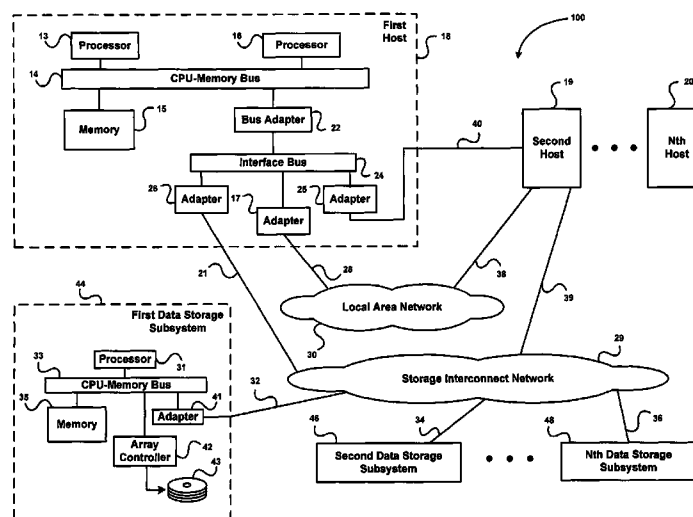 First
Host
18
13
Processor
16
Processor
14
CPU-Memory Bus
15
Memory
Bus Adapter
22
Interface Bus
24
26
Adapter
17
Adapter
25
Adapter
100
19
Second
Host
20
Nth
Host
40
21
28
38
39
Local Area Network
30
29
Storage Interconnect Network
44
First Data Storage
Subsystem
Processor
31
33
CPU-Memory Bus
35
Memory
41
Adapter
32
Array
Controller
42
43
46
34
Second Data Storage
Subsystem
48
36
Nth Data Storage
Subsystem